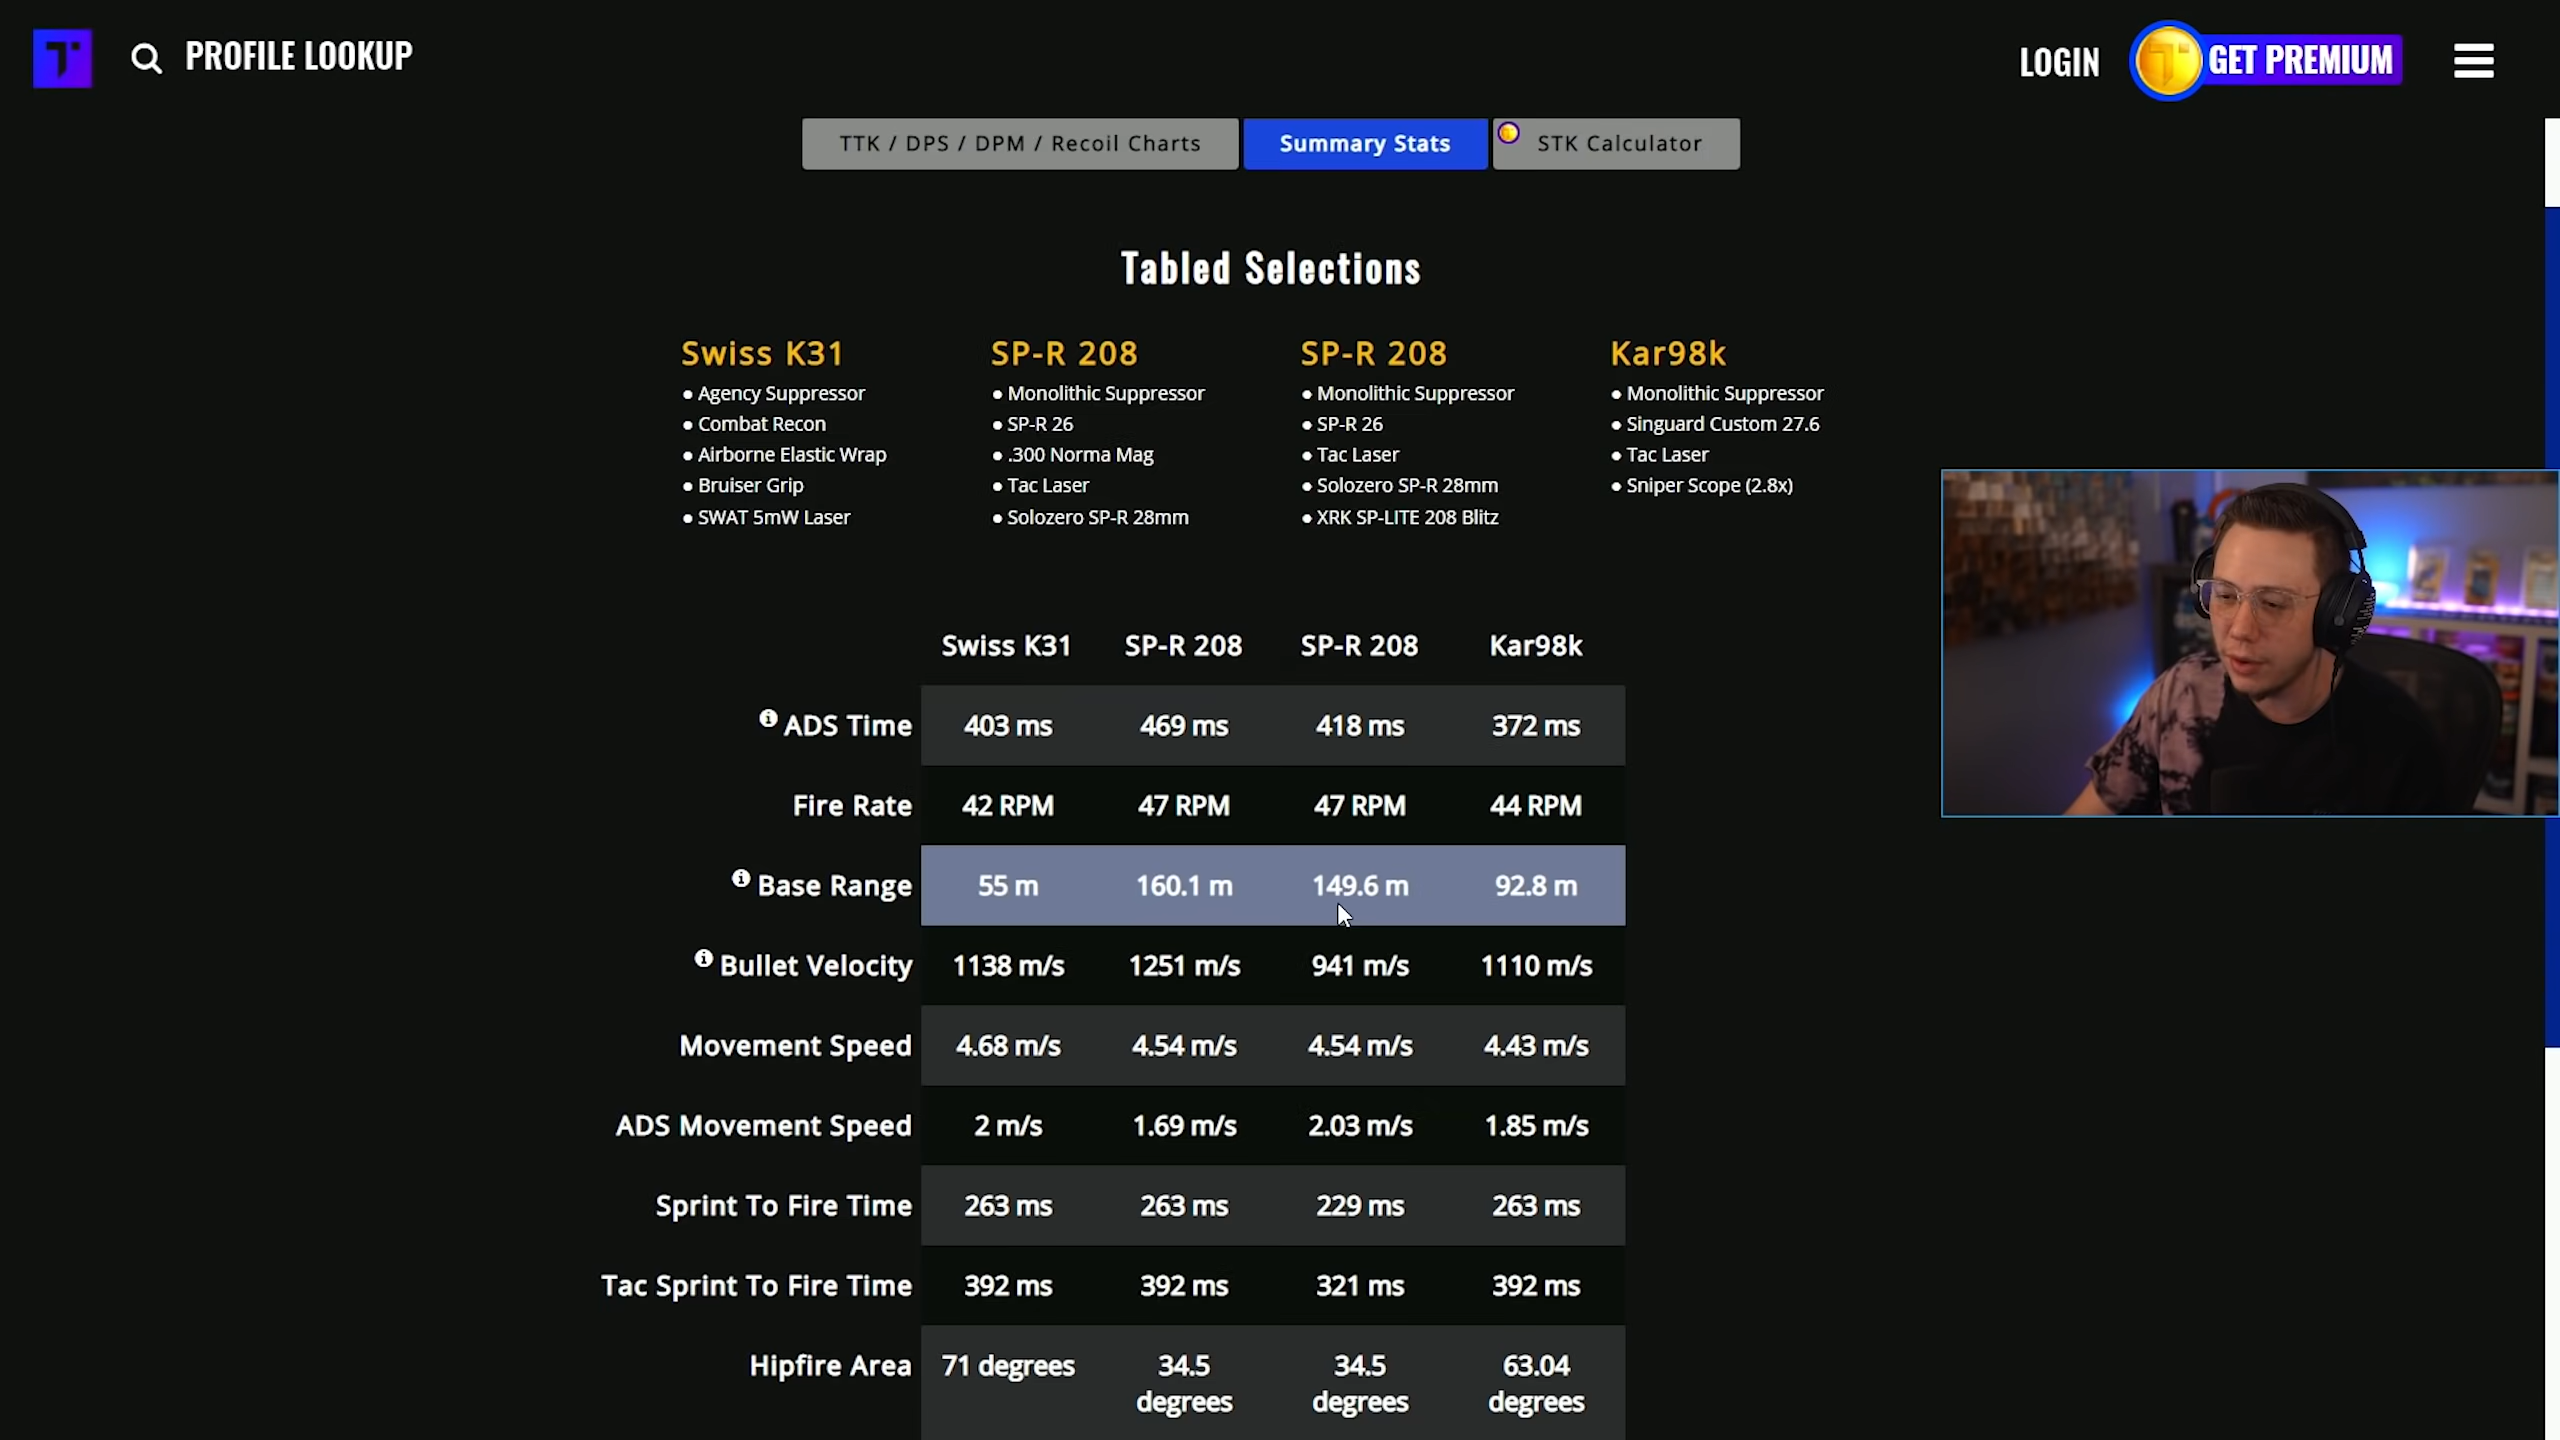 PROFILE LOOKUP
LOGIN
GET PREMIUM
TTK / DPS / DPM / Recoil Charts
Summary Stats
STK Calculator
Tabled Selections
Swiss K31
• Agency Suppressor
• Combat Recon
• Airborne Elastic Wrap
• Bruiser Grip
• SWAT 5mW Laser
SP-R 208
• Monolithic Suppressor
• SP-R 26
• .300 Norma Mag
• Tac Laser
• Solozero SP-R 28mm
SP-R 208
• Monolithic Suppressor
• SP-R 26
• Tac Laser
• Solozero SP-R 28mm
• XRK SP-LITE 208 Blitz
Kar98k
• Monolithic Suppressor
• Singuard Custom 27.6
• Tac Laser
• Sniper Scope (2.8x)
Swiss K31 SP-R 208 SP-R 208 Kar98k
ADS Time 403 ms 469 ms 418 ms 372 ms
Fire Rate 42 RPM 47 RPM 47 RPM 44 RPM
Base Range 55 m 160.1 m 149.6 m 92.8 m
Bullet Velocity 1138 m/s 1251 m/s 941 m/s 1110 m/s
Movement Speed 4.68 m/s 4.54 m/s 4.54 m/s 4.43 m/s
ADS Movement Speed 2 m/s 1.69 m/s 2.03 m/s 1.85 m/s
Sprint To Fire Time 263 ms 263 ms 229 ms 263 ms
Tac Sprint To Fire Time 392 ms 392 ms 321 ms 392 ms
Hipfire Area 71 degrees 34.5 degrees 34.5 degrees 63.04 degrees